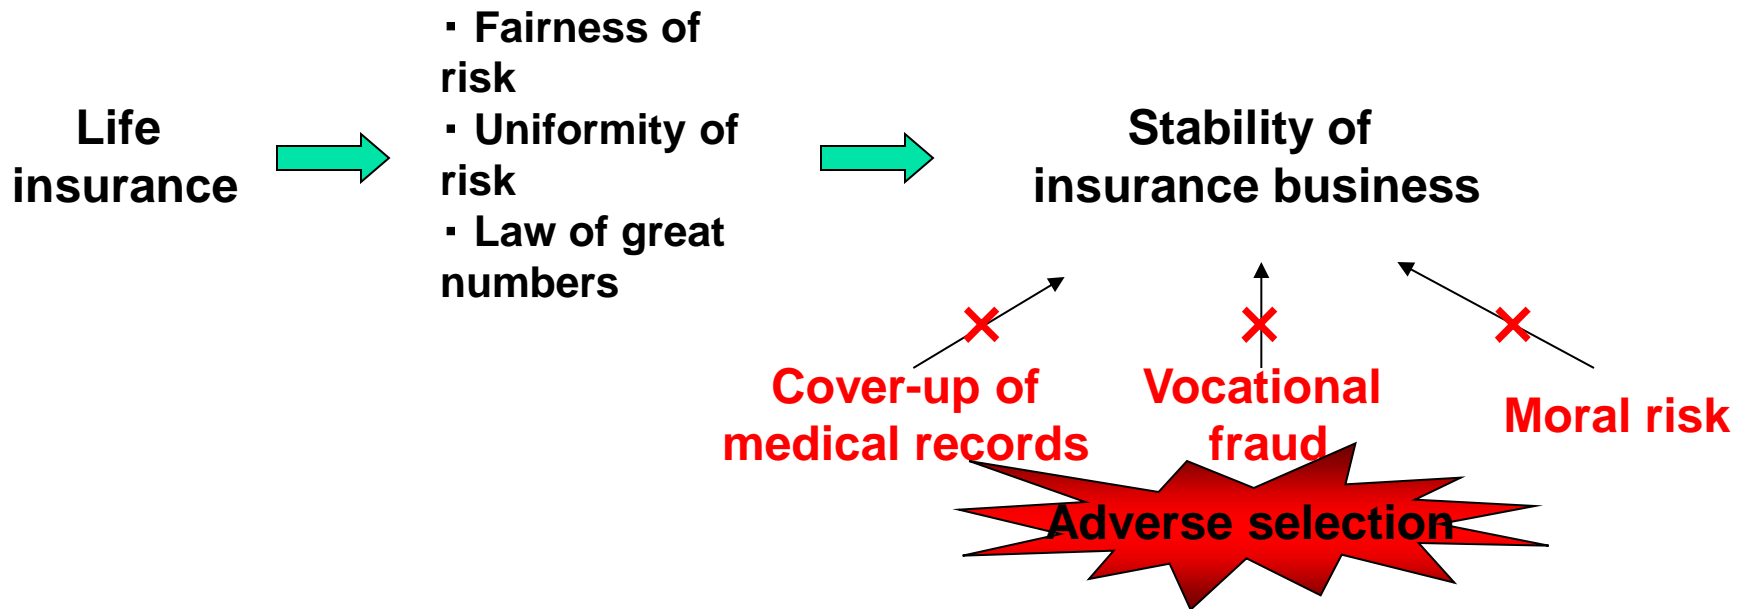 Life
insurance
・ Fairness of
risk
・ Uniformity of
risk
・ Law of great
numbers
Stability of
insurance business
Cover-up of
medical records
Vocational
fraud
Moral risk
Adverse selection